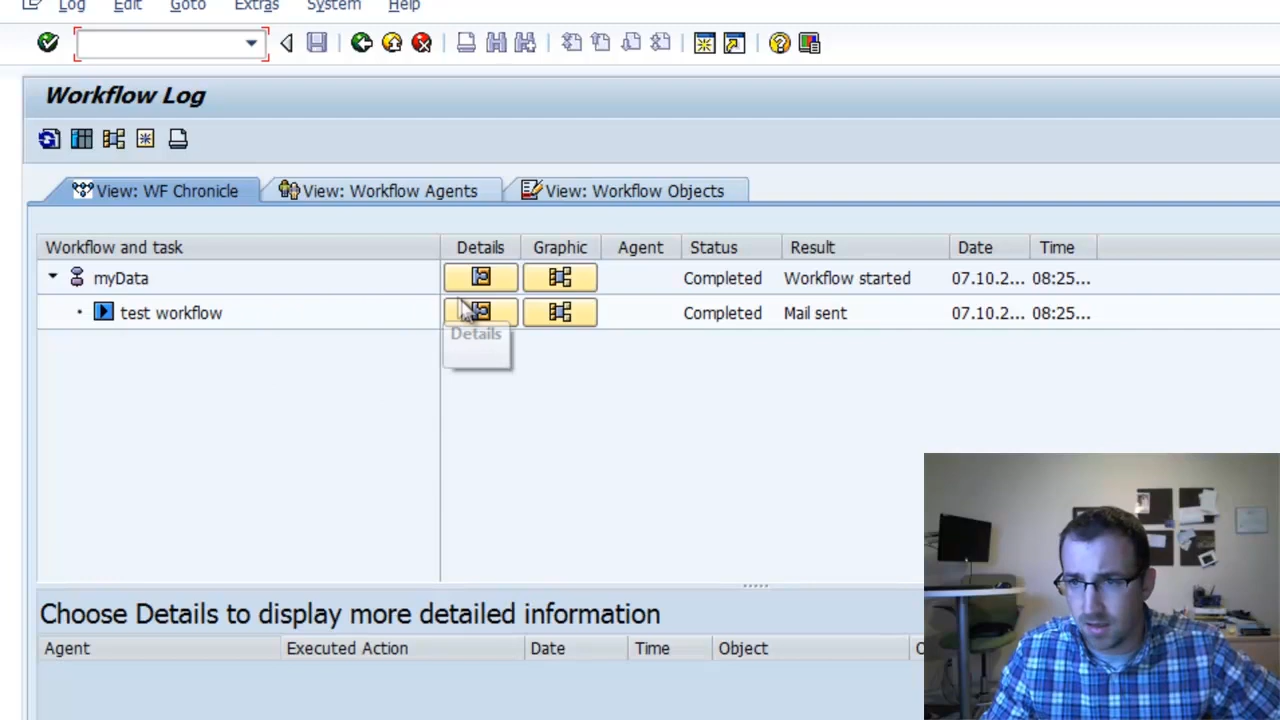 Log Edit Goto Extras System Help
Workflow Log
View: WF Chronicle View: Workflow Agents View: Workflow Objects
Workflow and task Details Graphic Agent Status Result Date Time
myData Completed Workflow started 07.10.2... 08:25...
test workflow Completed Mail sent 07.10.2... 08:25...
Details
Choose Details to display more detailed information
Agent Executed Action Date Time Object